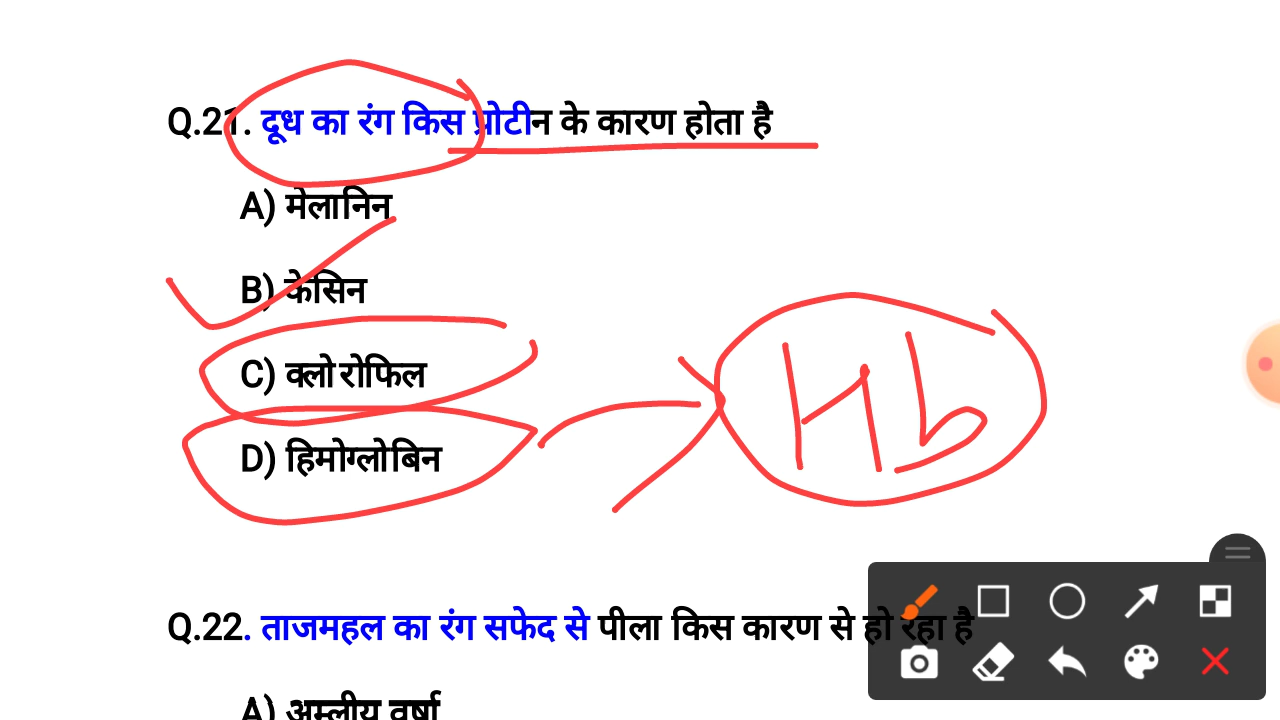 Q.21. दूध का रंग किस प्रोटीन के कारण होता है
A) मेलानिन
B) केसिन
C) क्लोरोफिल
D) हिमोग्लोबिन
Hb
Q.22. ताजमहल का रंग सफेद से पीला किस कारण से हो रहा है
A) अम्लीय वर्षा